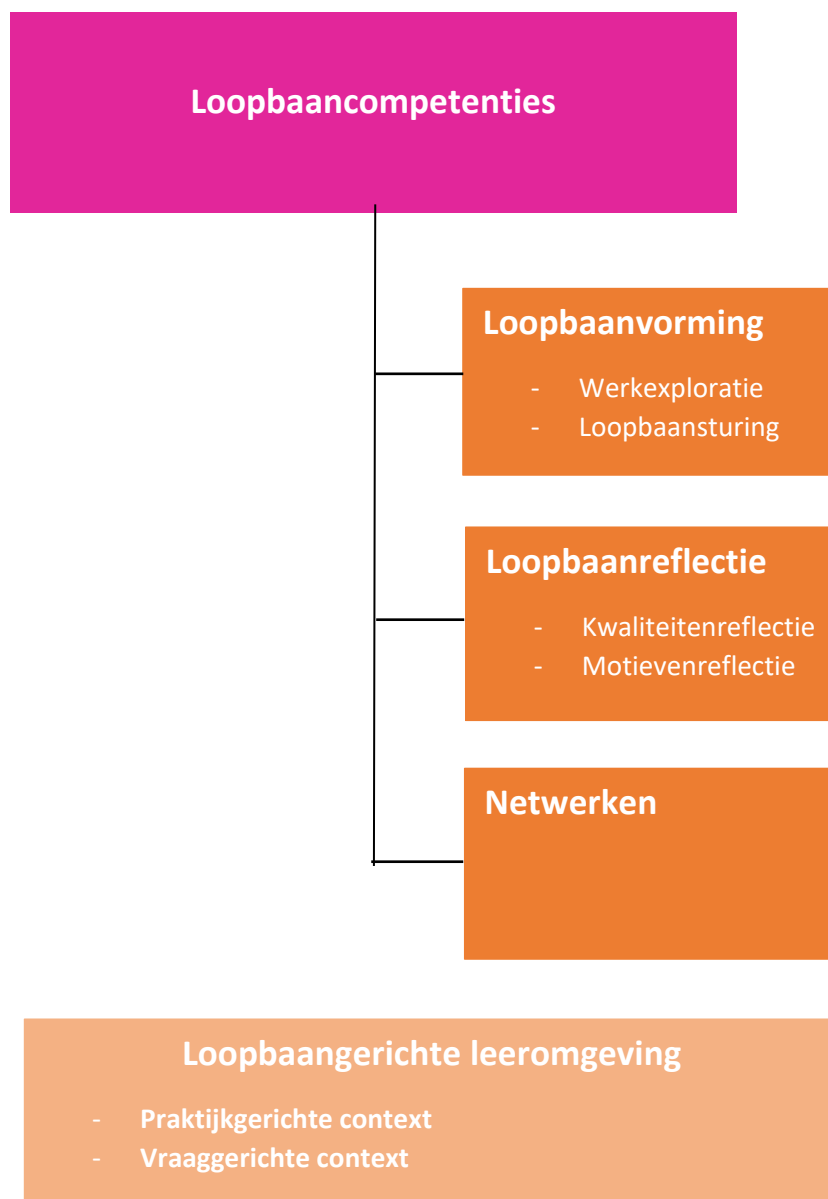 Loopbaancompetenties
Loopbaanvorming
- Werkexploratie
- Loopbaansturing
Loopbaanreflectie
- Kwaliteitenreflectie
- Motievenreflectie
Netwerken
Loopbaangerichte leeromgeving
- Praktijkgerichte context
- Vraaggerichte context